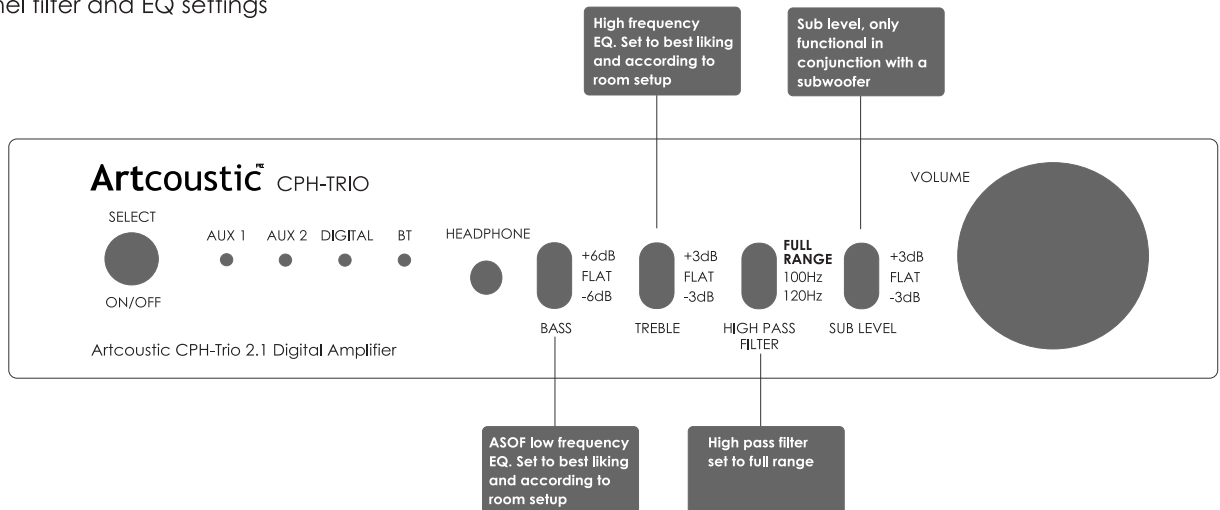 filter and EQ settings
High frequency
EQ. Set to best liking
and according to
room setup
Sub level, only
functional in
conjunction with a
subwoofer
Artcoustic CPH-TRIO
SELECT
ON/OFF
AUX 1 AUX 2 DIGITAL BT
HEADPHONE
+6dB
FLAT
-6dB
BASS
+3dB
FLAT
-3dB
TREBLE
FULL
RANGE
100Hz
120Hz
HIGH PASS
FILTER
+3dB
FLAT
-3dB
SUB LEVEL
VOLUME
Artcoustic CPH-Trio 2.1 Digital Amplifier
ASOF low frequency
EQ. Set to best liking
and according to
room setup
High pass filter
set to full range